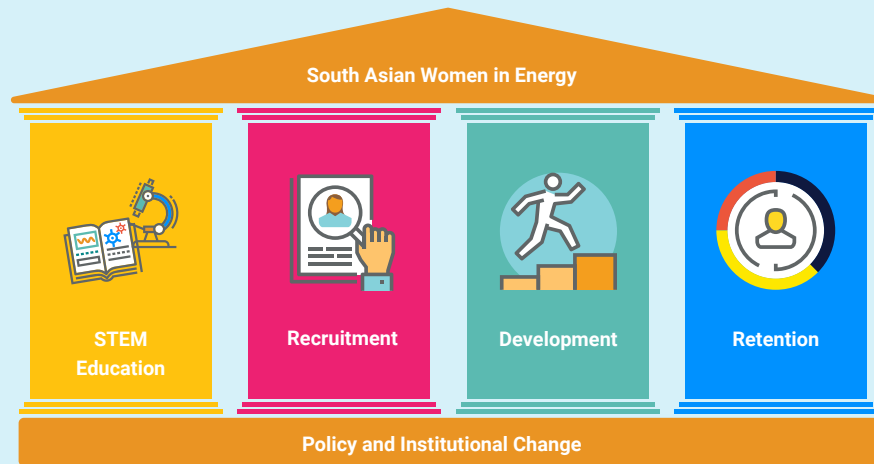 South Asian Women in Energy
STEM
Education
Recruitment
Development
Retention
Policy and Institutional Change